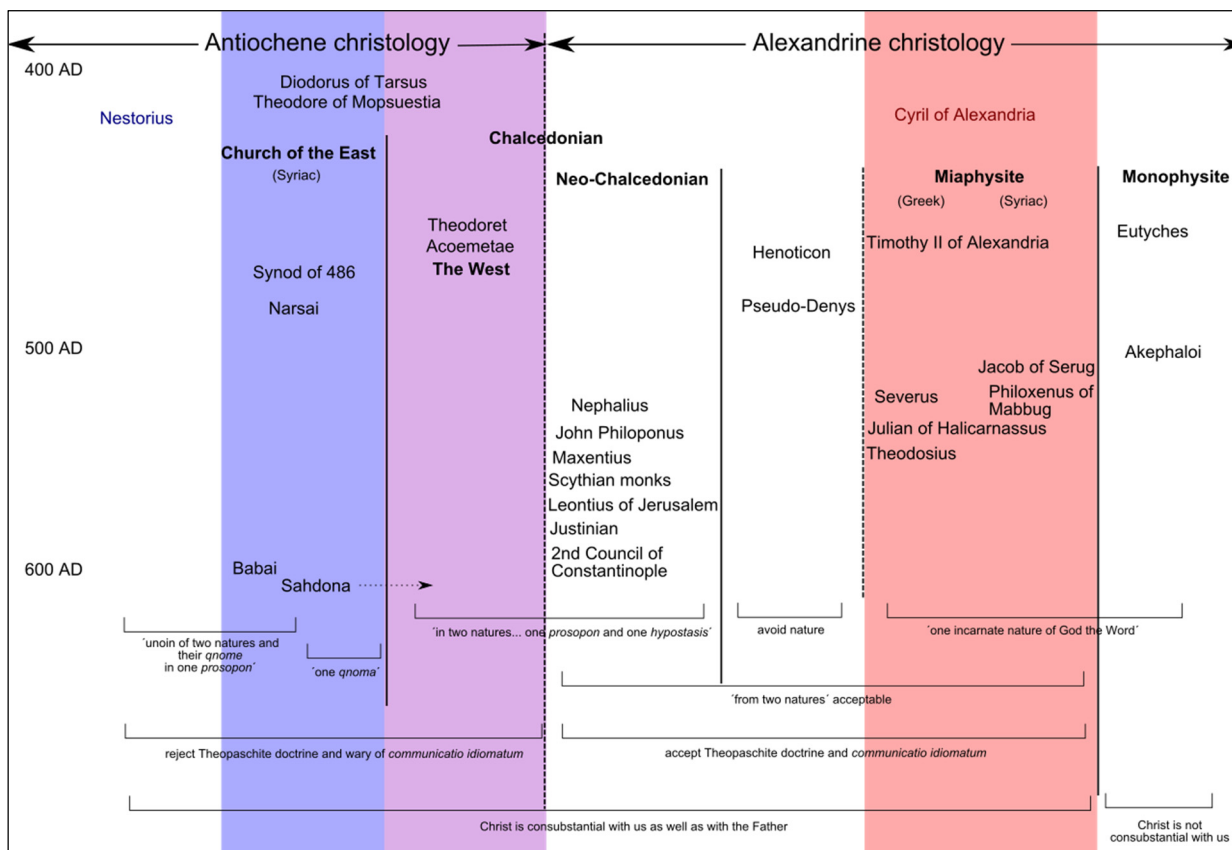 Antiochene christology
Alexandrine christology
400 AD
Diodorus of Tarsus
Theodore of Mopsuestia
Nestorius
Cyril of Alexandria
Chalcedonian
Church of the East
(Syriac)
Neo-Chalcedonian
Miaphysite
(Greek)
(Syriac)
Monophysite
Theodoret
Acoemetae
The West
Eutyches
Timothy II of Alexandria
Henoticon
Synod of 486
Narsai
Pseudo-Denys
500 AD
Akephaloi
Jacob of Serug
Severus
Philoxenus of
Mabbug
Nephalius
John Philoponus
Julian of Halicarnassus
Maxentius
Theodosius
Scythian monks
Leontius of Jerusalem
Justinian
2nd Council of
Constantinople
600 AD
Babai
Sahdona
´unoin of two natures and
their qnome
in one prosopon´
´one qnoma´
´in two natures... one prosopon and one hypostasis´
avoid nature
´one incarnate nature of God the Word´
´from two natures´ acceptable
reject Theopaschite doctrine and wary of communicatio idiomatum
accept Theopaschite doctrine and communicatio idiomatum
Christ is consubstantial with us as well as with the Father
Christ is not
consubstantial with us